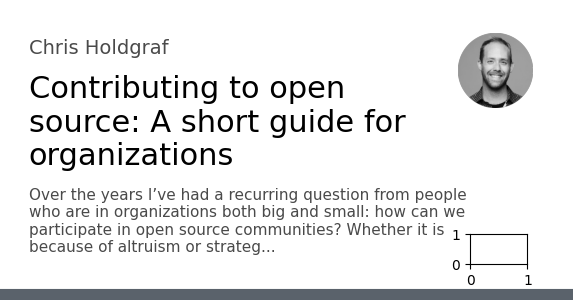 Chris Holdgraf
Contributing to open
source: A short guide for
organizations
Over the years I’ve had a recurring question from people
who are in organizations both big and small: how can we
participate in open source communities? Whether it is
because of altruism or strateg...
1
0
0 1